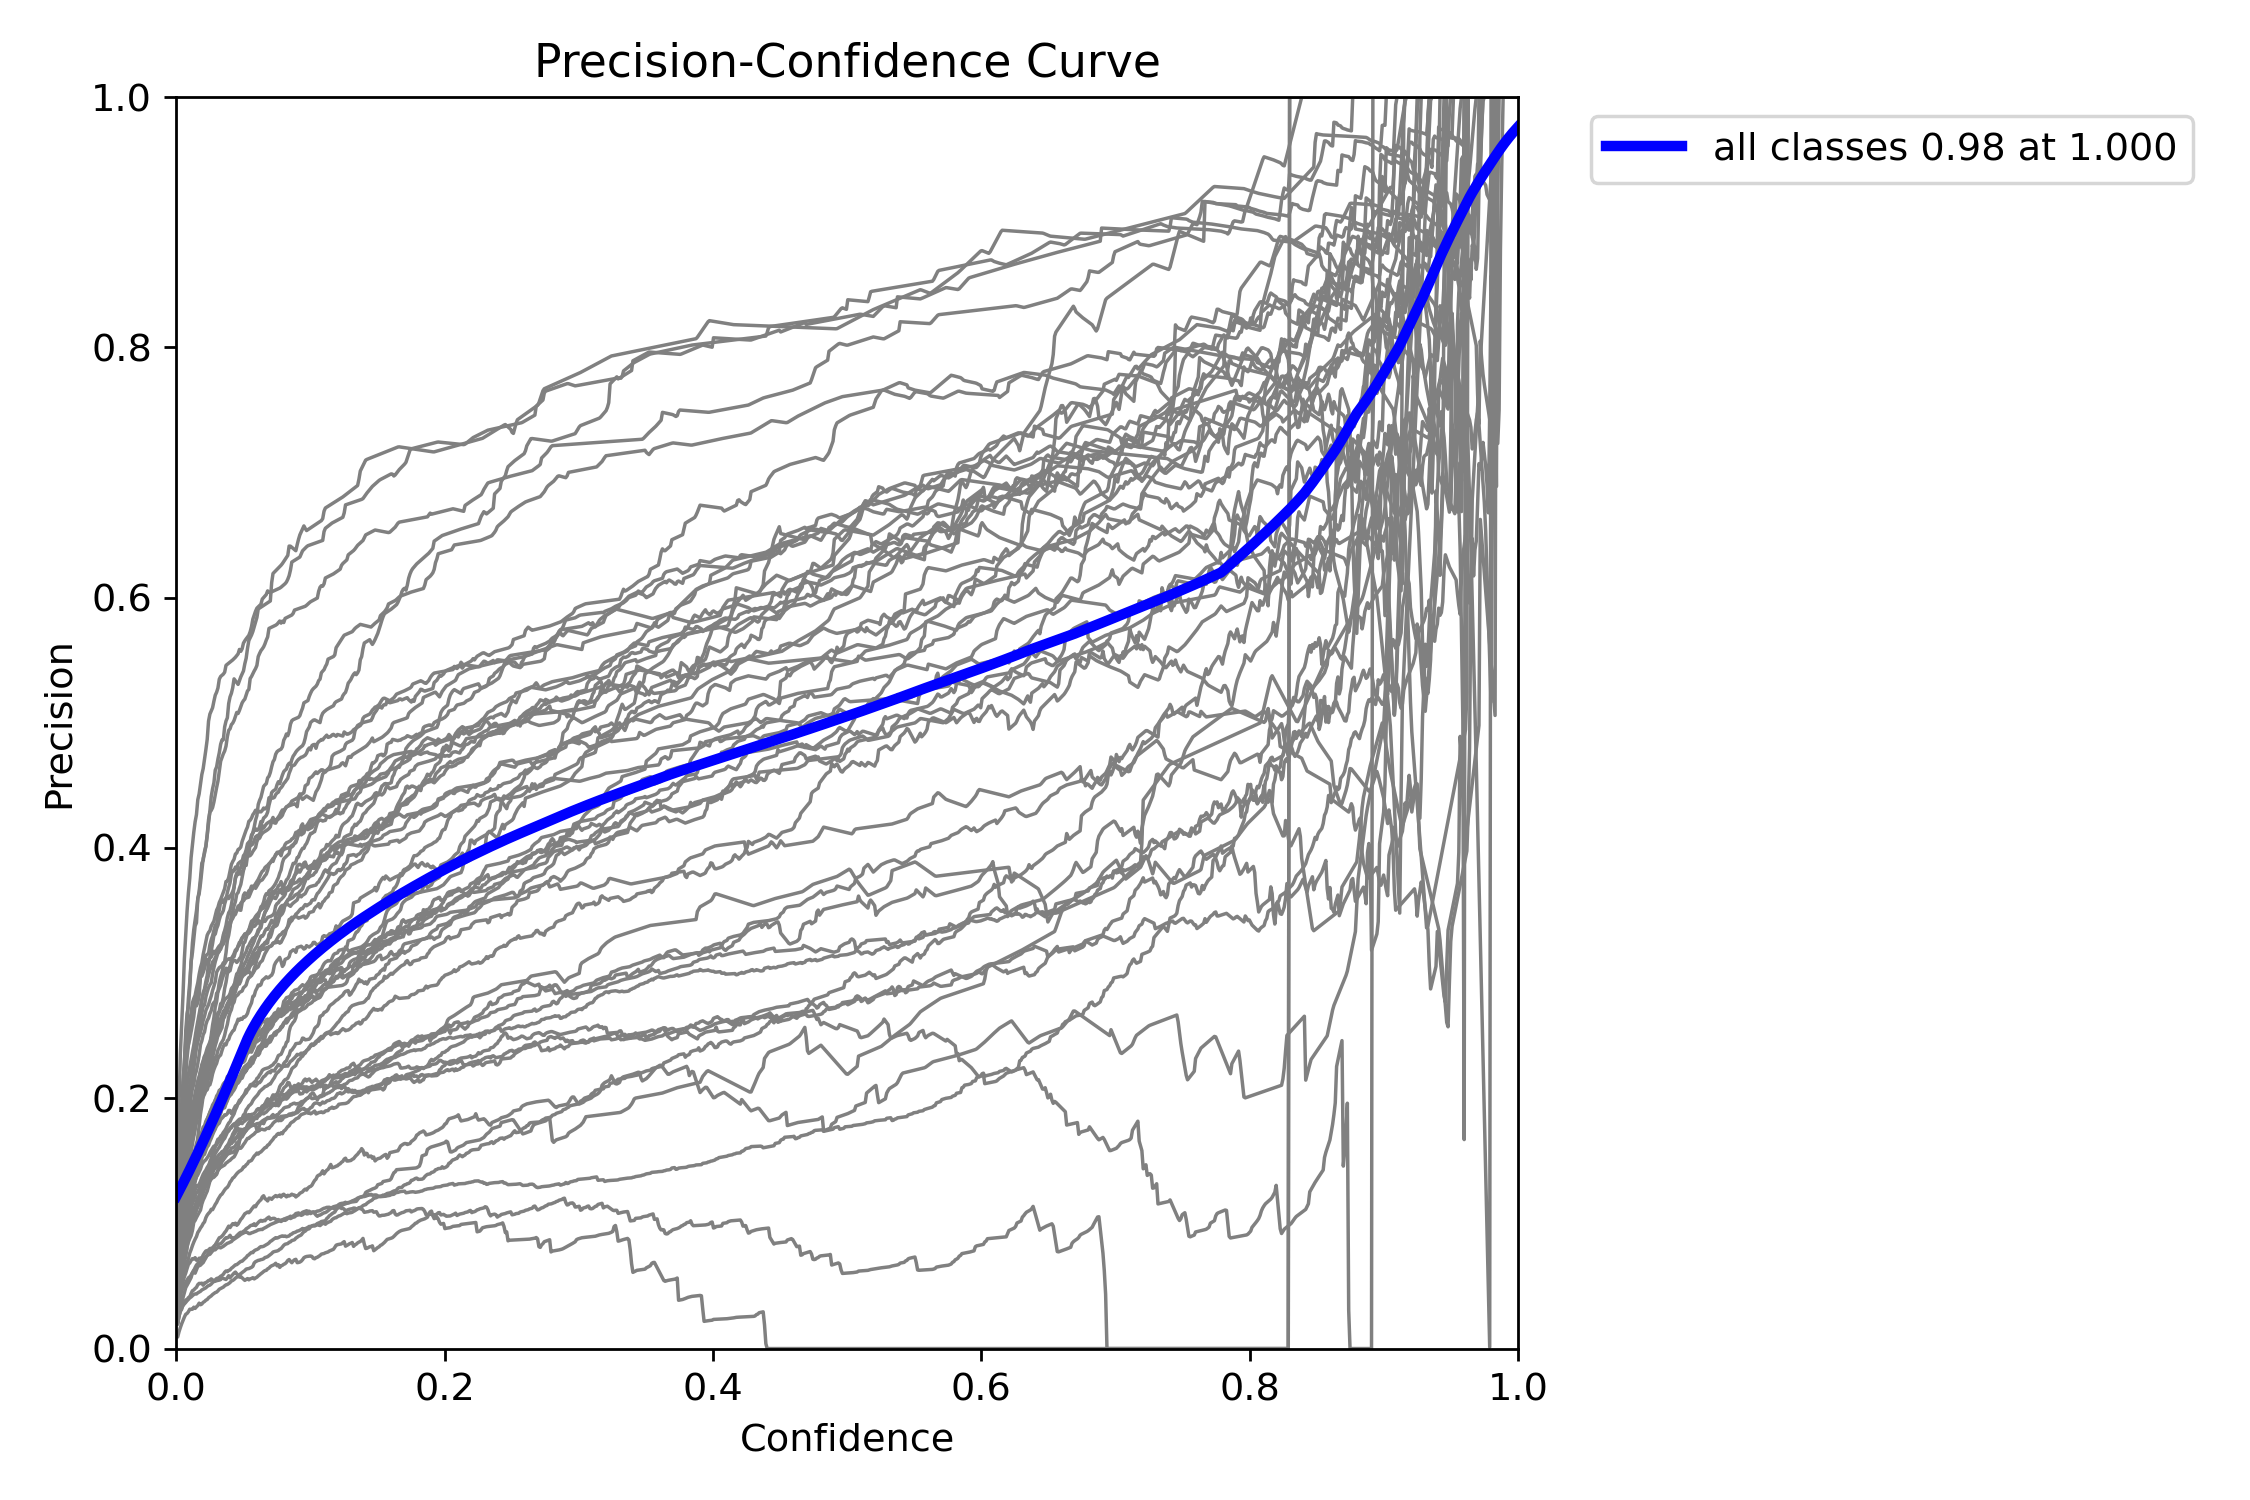 Precision-Confidence Curve
all classes 0.98 at 1.000
Precision
1.0
0.8
0.6
0.4
0.2
0.0
0.0 0.2 0.4 0.6 0.8 1.0
Confidence